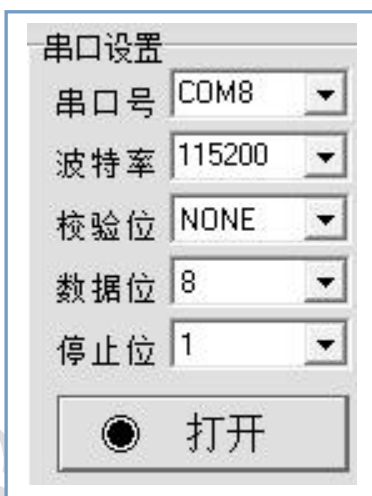 串口设置
串口号 COM8
波特率 115200
校验位 NONE
数据位 8
停止位 1
打开